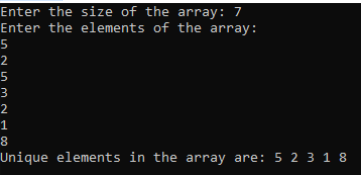 Enter the size of the array: 7
Enter the elements of the array:
5
2
5
3
2
1
8
Unique elements in the array are: 5 2 3 1 8